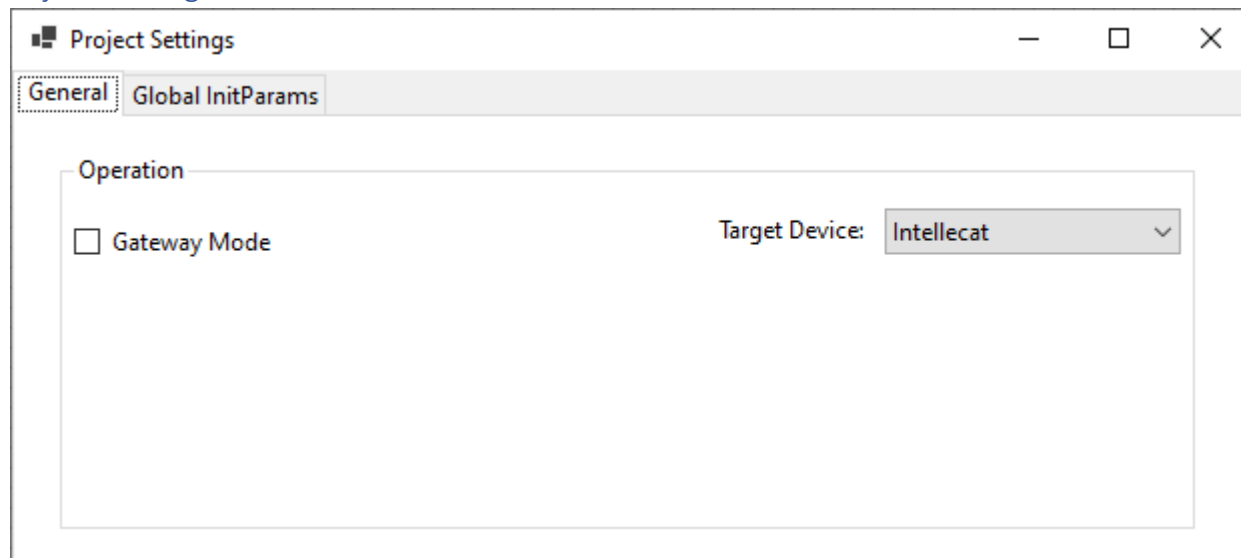 Project Settings
General Global InitParams
Operation
Gateway Mode
Target Device: Intellecat